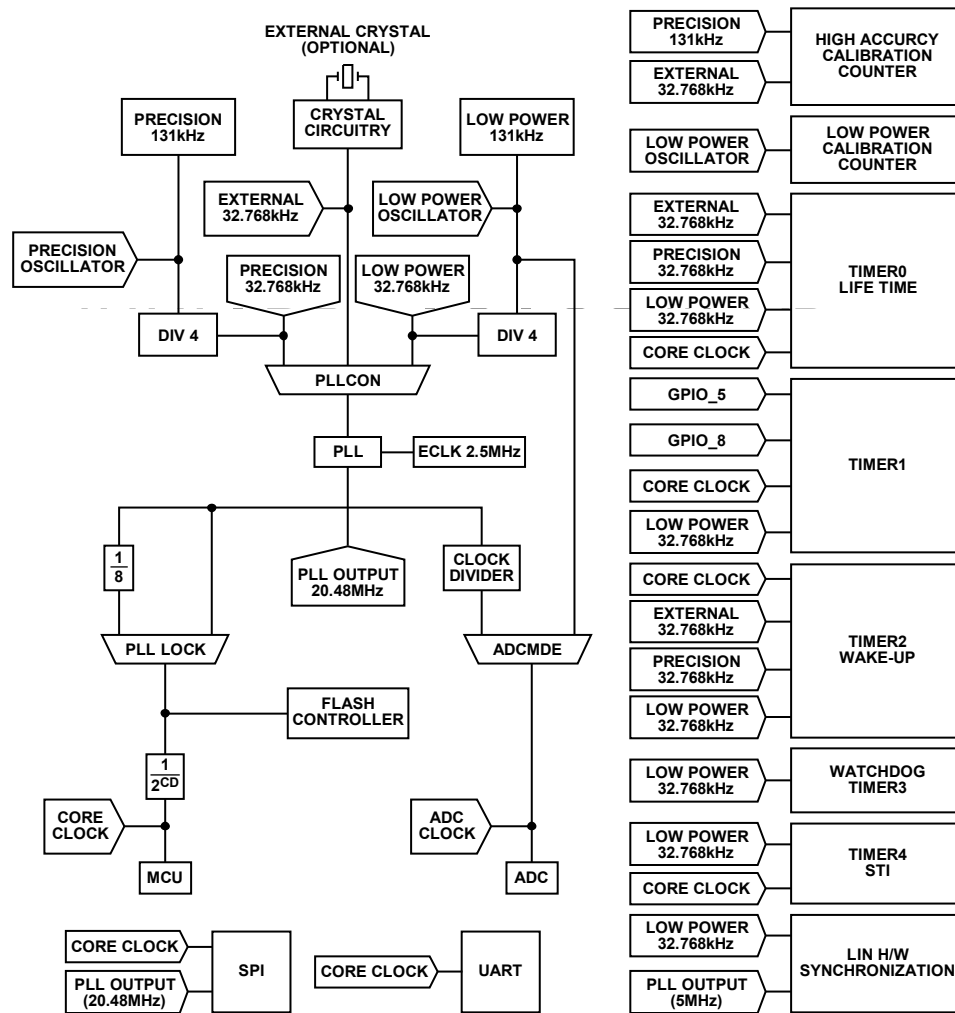 EXTERNAL CRYSTAL
(OPTIONAL)
CRYSTAL
CIRCUITRY
PRECISION
131kHz
LOW POWER
131kHz
EXTERNAL
32.768kHz
LOW POWER
OSCILLATOR
PRECISION
OSCILLATOR
PRECISION
32.768kHz
LOW POWER
32.768kHz
DIV 4
DIV 4
PLLCON
PLL
ECLK 2.5MHz
1
8
PLL OUTPUT
20.48MHz
CLOCK
DIVIDER
PLL LOCK
ADCMDE
FLASH
CONTROLLER
1
2CD
CORE
CLOCK
ADC
CLOCK
MCU
ADC
CORE CLOCK
PLL OUTPUT
(20.48MHz)
SPI
CORE CLOCK
UART
PRECISION
131kHz
EXTERNAL
32.768kHz
HIGH ACCURCY
CALIBRATION
COUNTER
LOW POWER
OSCILLATOR
LOW POWER
CALIBRATION
COUNTER
EXTERNAL
32.768kHz
PRECISION
32.768kHz
LOW POWER
32.768kHz
CORE CLOCK
TIMER0
LIFE TIME
GPIO_5
GPIO_8
CORE CLOCK
LOW POWER
32.768kHz
TIMER1
CORE CLOCK
EXTERNAL
32.768kHz
PRECISION
32.768kHz
LOW POWER
32.768kHz
TIMER2
WAKE-UP
LOW POWER
32.768kHz
WATCHDOG
TIMER3
LOW POWER
32.768kHz
CORE CLOCK
TIMER4
STI
LOW POWER
32.768kHz
PLL OUTPUT
(5MHz)
LIN H/W
SYNCHRONIZATION